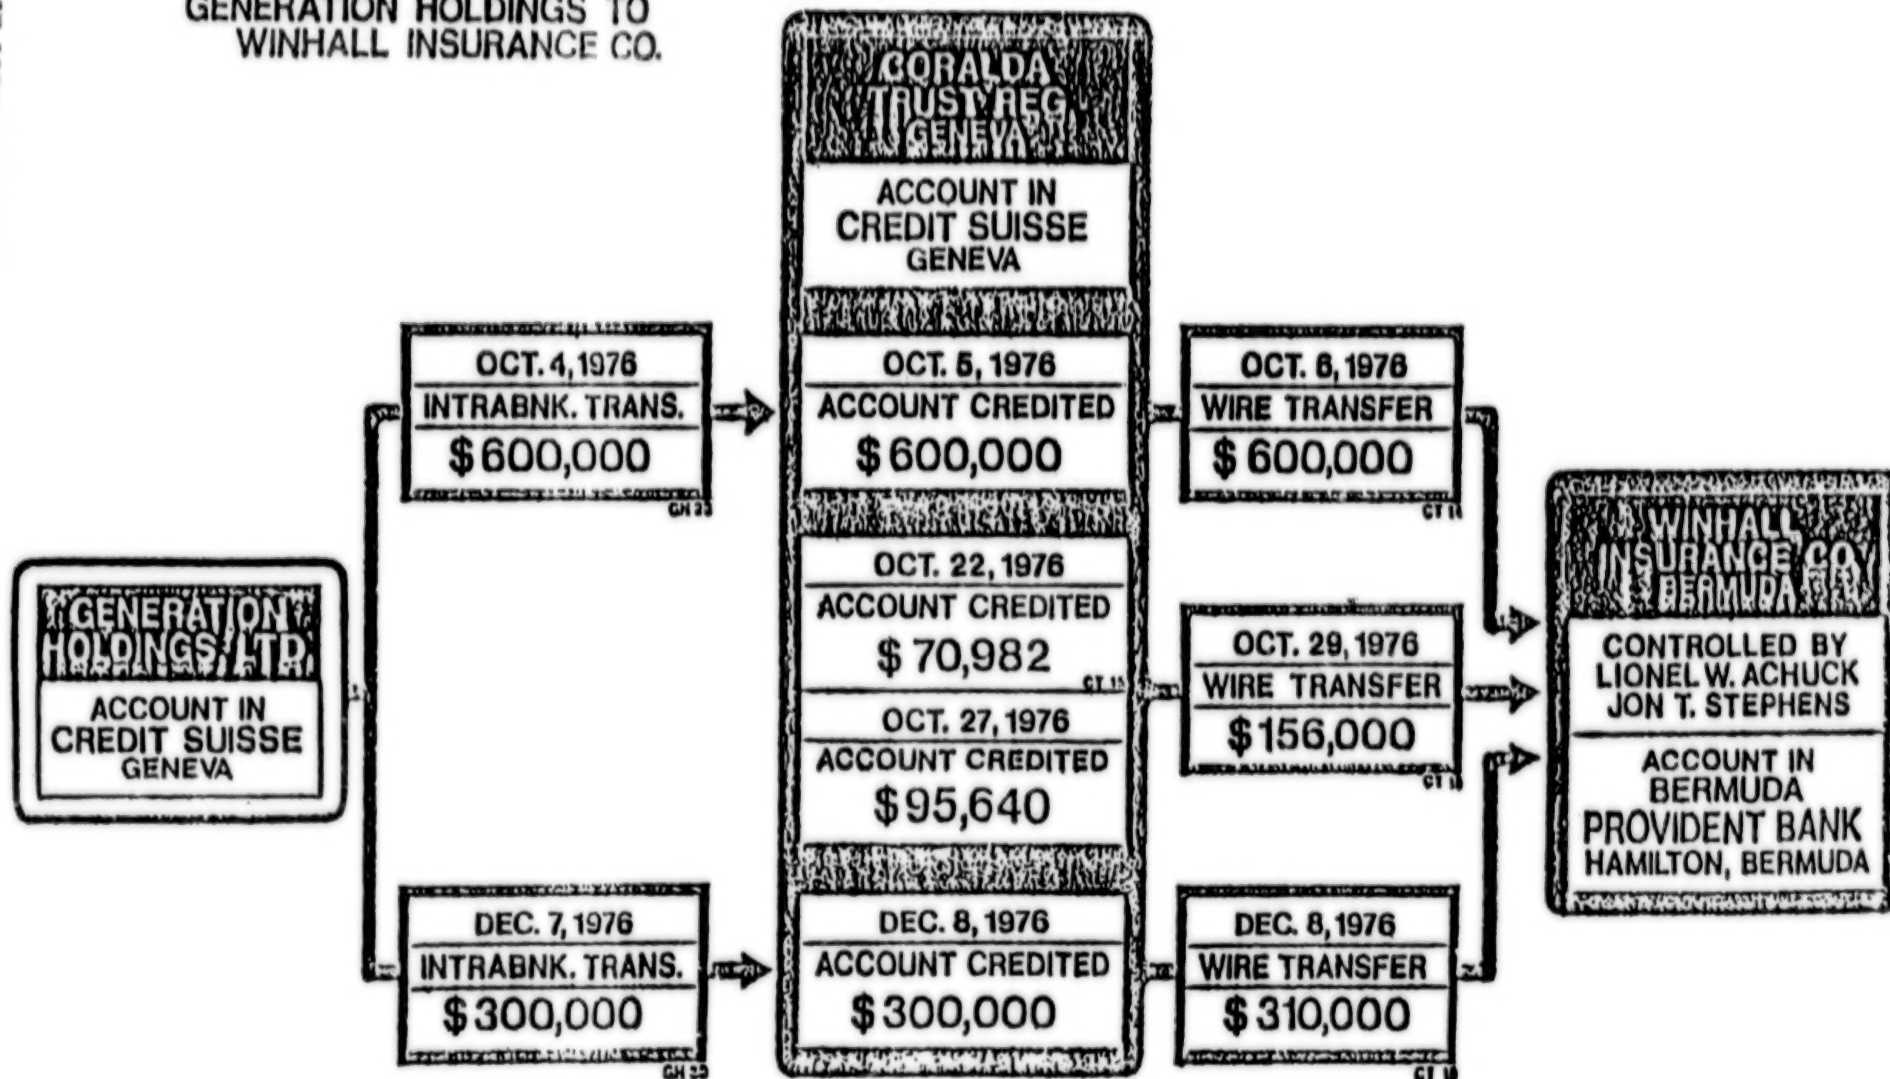 GENERATION HOLDINGS TO
WINHALL INSURANCE CO.
GENERATION
HOLDINGS LTD
ACCOUNT IN
CREDIT SUISSE
GENEVA
OCT. 4, 1976
INTRABNK. TRANS.
$600,000
DEC. 7, 1976
INTRABNK. TRANS.
$300,000
CORALDA
TRUST REG
GENEVA
ACCOUNT IN
CREDIT SUISSE
GENEVA
OCT. 5, 1976
ACCOUNT CREDITED
$600,000
OCT. 22, 1976
ACCOUNT CREDITED
$70,982
OCT. 27, 1976
ACCOUNT CREDITED
$95,640
DEC. 8, 1976
ACCOUNT CREDITED
$300,000
OCT. 6, 1976
WIRE TRANSFER
$600,000
OCT. 29, 1976
WIRE TRANSFER
$156,000
DEC. 8, 1976
WIRE TRANSFER
$310,000
WINHALL
INSURANCE CO
BERMUDA
CONTROLLED BY
LIONEL W. ACHUCK
JON T. STEPHENS
ACCOUNT IN
BERMUDA
PROVIDENT BANK
HAMILTON, BERMUDA